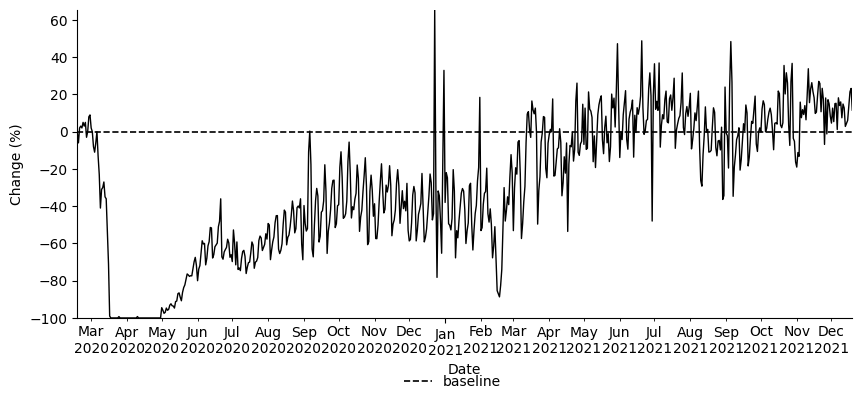 60
40
20
0
−20
−40
−60
−80
−100
Change (%)
Mar Apr May Jun Jul Aug Sep Oct Nov Dec Jan Feb Mar Apr May Jun Jul Aug Sep Oct Nov Dec
2020 2020 2020 2020 2020 2020 2020 2020 2020 2020 2021 2021 2021 2021 2021 2021 2021 2021 2021 2021 2021 2021
Date
baseline